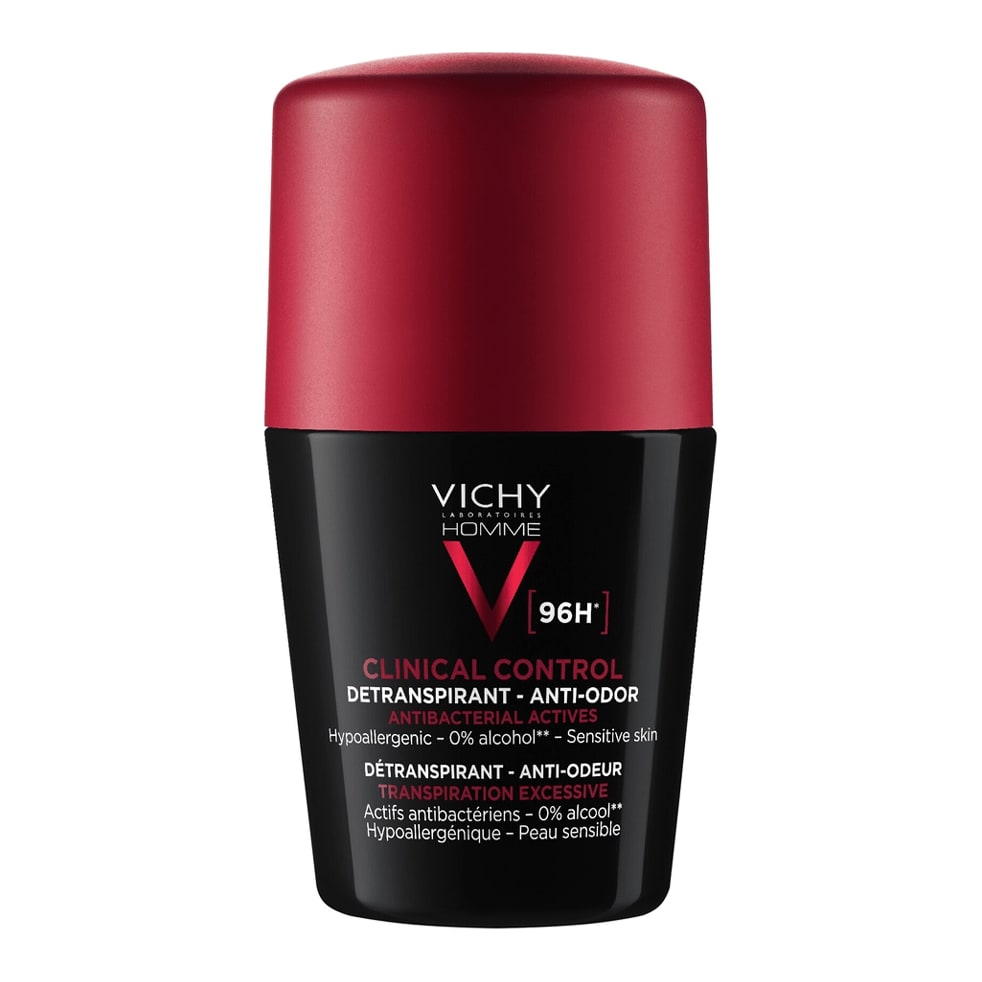 VICHY
LABORATOIRES
HOMME
V
[96H*]
CLINICAL CONTROL
DETRANSPIRANT - ANTI-ODOR
ANTIBACTERIAL ACTIVES
Hypoallergenic – 0% alcohol** – Sensitive skin
DÉTRANSPIRANT - ANTI-ODEUR
TRANSPIRATION EXCESSIVE
Actifs antibactériens – 0% alcool**
Hypoallergénique – Peau sensible